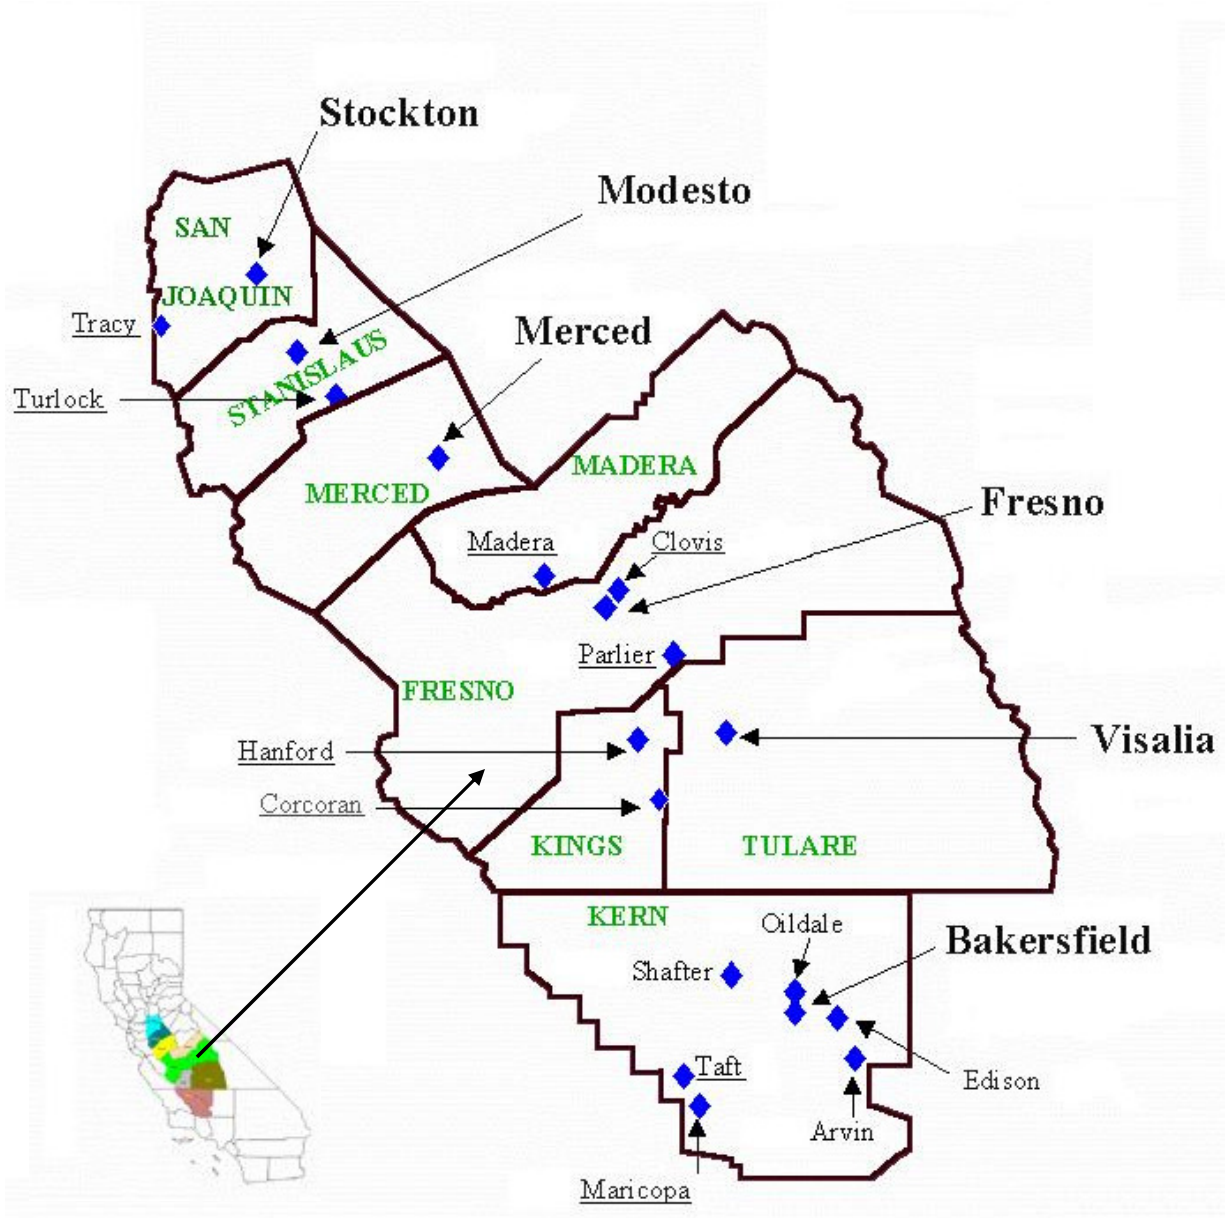 Stockton
Modesto
SAN
JOAQUIN
Tracy
Merced
STANISLAUS
Turlock
MADERA
MERCED
Fresno
Madera
Clovis
Parlier
FRESNO
Hanford
Visalia
Corcoran
KINGS
TULARE
KERN
Oildale
Bakersfield
Shafter
Taft
Edison
Arvin
Maricopa